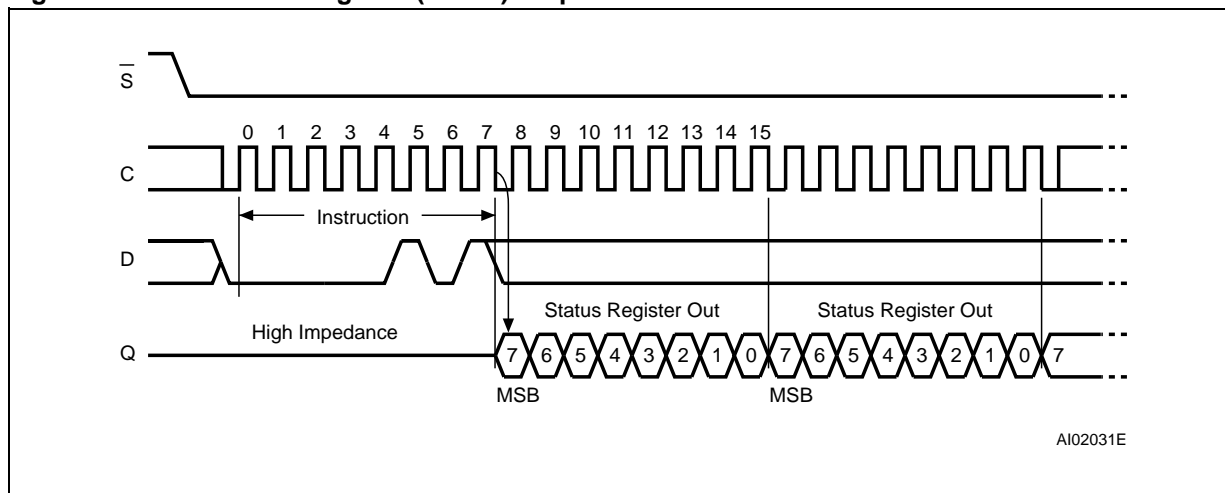 S
0 1 2 3 4 5 6 7 8 9 10 11 12 13 14 15
C
Instruction
D
Status Register Out Status Register Out
High Impedance
Q 7 6 5 4 3 2 1 0 7 6 5 4 3 2 1 0 7
MSB MSB
AI02031E